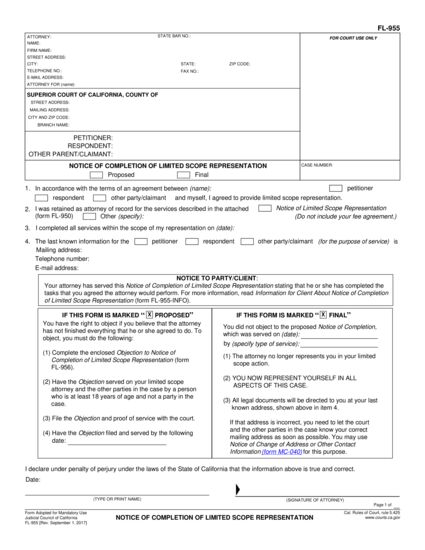 FL-955
ATTORNEY: STATE BAR NO.:
FOR COURT USE ONLY
NAME:
FIRM NAME:
STREET ADDRESS:
CITY: STATE: ZIP CODE:
TELEPHONE NO.: FAX NO.:
E-MAIL ADDRESS:
ATTORNEY FOR (name):
SUPERIOR COURT OF CALIFORNIA, COUNTY OF
STREET ADDRESS:
MAILING ADDRESS:
CITY AND ZIP CODE:
BRANCH NAME:
PETITIONER:
RESPONDENT:
OTHER PARENT/CLAIMANT:
NOTICE OF COMPLETION OF LIMITED SCOPE REPRESENTATION
Proposed Final
CASE NUMBER:
1. In accordance with the terms of an agreement between (name): petitioner
respondent other party/claimant and myself, I agreed to provide limited scope representation.
2. I was retained as attorney of record for the services described in the attached Notice of Limited Scope Representation
(form FL-950) Other (specify): (Do not include your fee agreement.)
3. I completed all services within the scope of my representation on (date):
4. The last known information for the petitioner respondent other party/claimant (for the purpose of service) is
Mailing address:
Telephone number:
E-mail address:
NOTICE TO PARTY/CLIENT:
Your attorney has served this Notice of Completion of Limited Scope Representation stating that he or she has completed the
tasks that you agreed the attorney would perform. For more information, read Information for Client About Notice of Completion
of Limited Scope Representation (form FL-955-INFO).
IF THIS FORM IS MARKED “ X PROPOSED”
You have the right to object if you believe that the attorney
has not finished everything that he or she agreed to do. To
object, you must do the following:
(1) Complete the enclosed Objection to Notice of
Completion of Limited Scope Representation (form
FL-956).
(2) Have the Objection served on your limited scope
attorney and the other parties in the case by a person
who is at least 18 years of age and not a party in the
case.
(3) File the Objection and proof of service with the court.
(4) Have the Objection filed and served by the following
date:
IF THIS FORM IS MARKED “ X FINAL”
You did not object to the proposed Notice of Completion,
which was served on (date):
by (specify type of service):
(1) The attorney no longer represents you in your limited
scope action.
(2) YOU NOW REPRESENT YOURSELF IN ALL
ASPECTS OF THIS CASE.
(3) All legal documents will be directed to you at your last
known address, shown above in item 4.
If that address is incorrect, you need to let the court
and the other parties in the case know your correct
mailing address as soon as possible. You may use
Notice of Change of Address or Other Contact
Information (form MC-040) for this purpose.
I declare under penalty of perjury under the laws of the State of California that the information above is true and correct.
Date:
(TYPE OR PRINT NAME) (SIGNATURE OF ATTORNEY)
Page 1 of
Form Adopted for Mandatory Use
Judicial Council of California
FL-955 [Rev. September 1, 2017]
NOTICE OF COMPLETION OF LIMITED SCOPE REPRESENTATION
Cal. Rules of Court, rule 5.425
www.courts.ca.gov